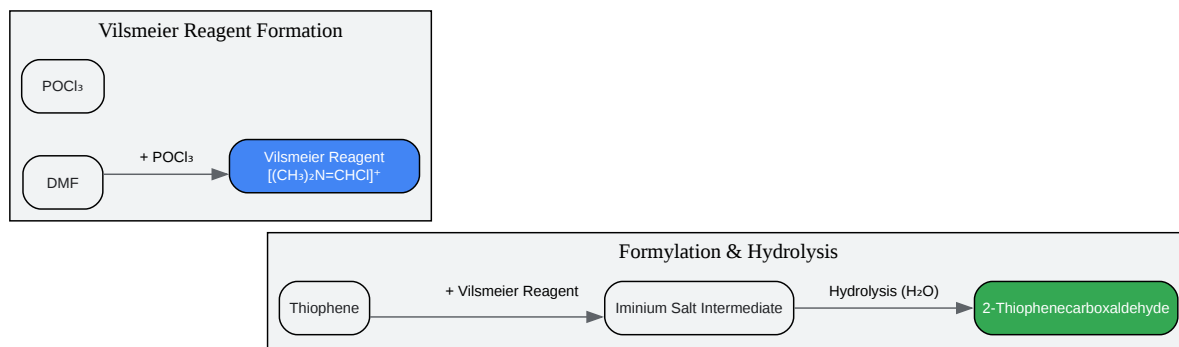 Vilsmeier Reagent Formation
POCl₃
DMF
+ POCl₃
Vilsmeier Reagent
[(CH₃)₂N=CHCl]⁺
Formylation & Hydrolysis
Thiophene
+ Vilsmeier Reagent
Iminium Salt Intermediate
Hydrolysis (H₂O)
2-Thiophenecarboxaldehyde